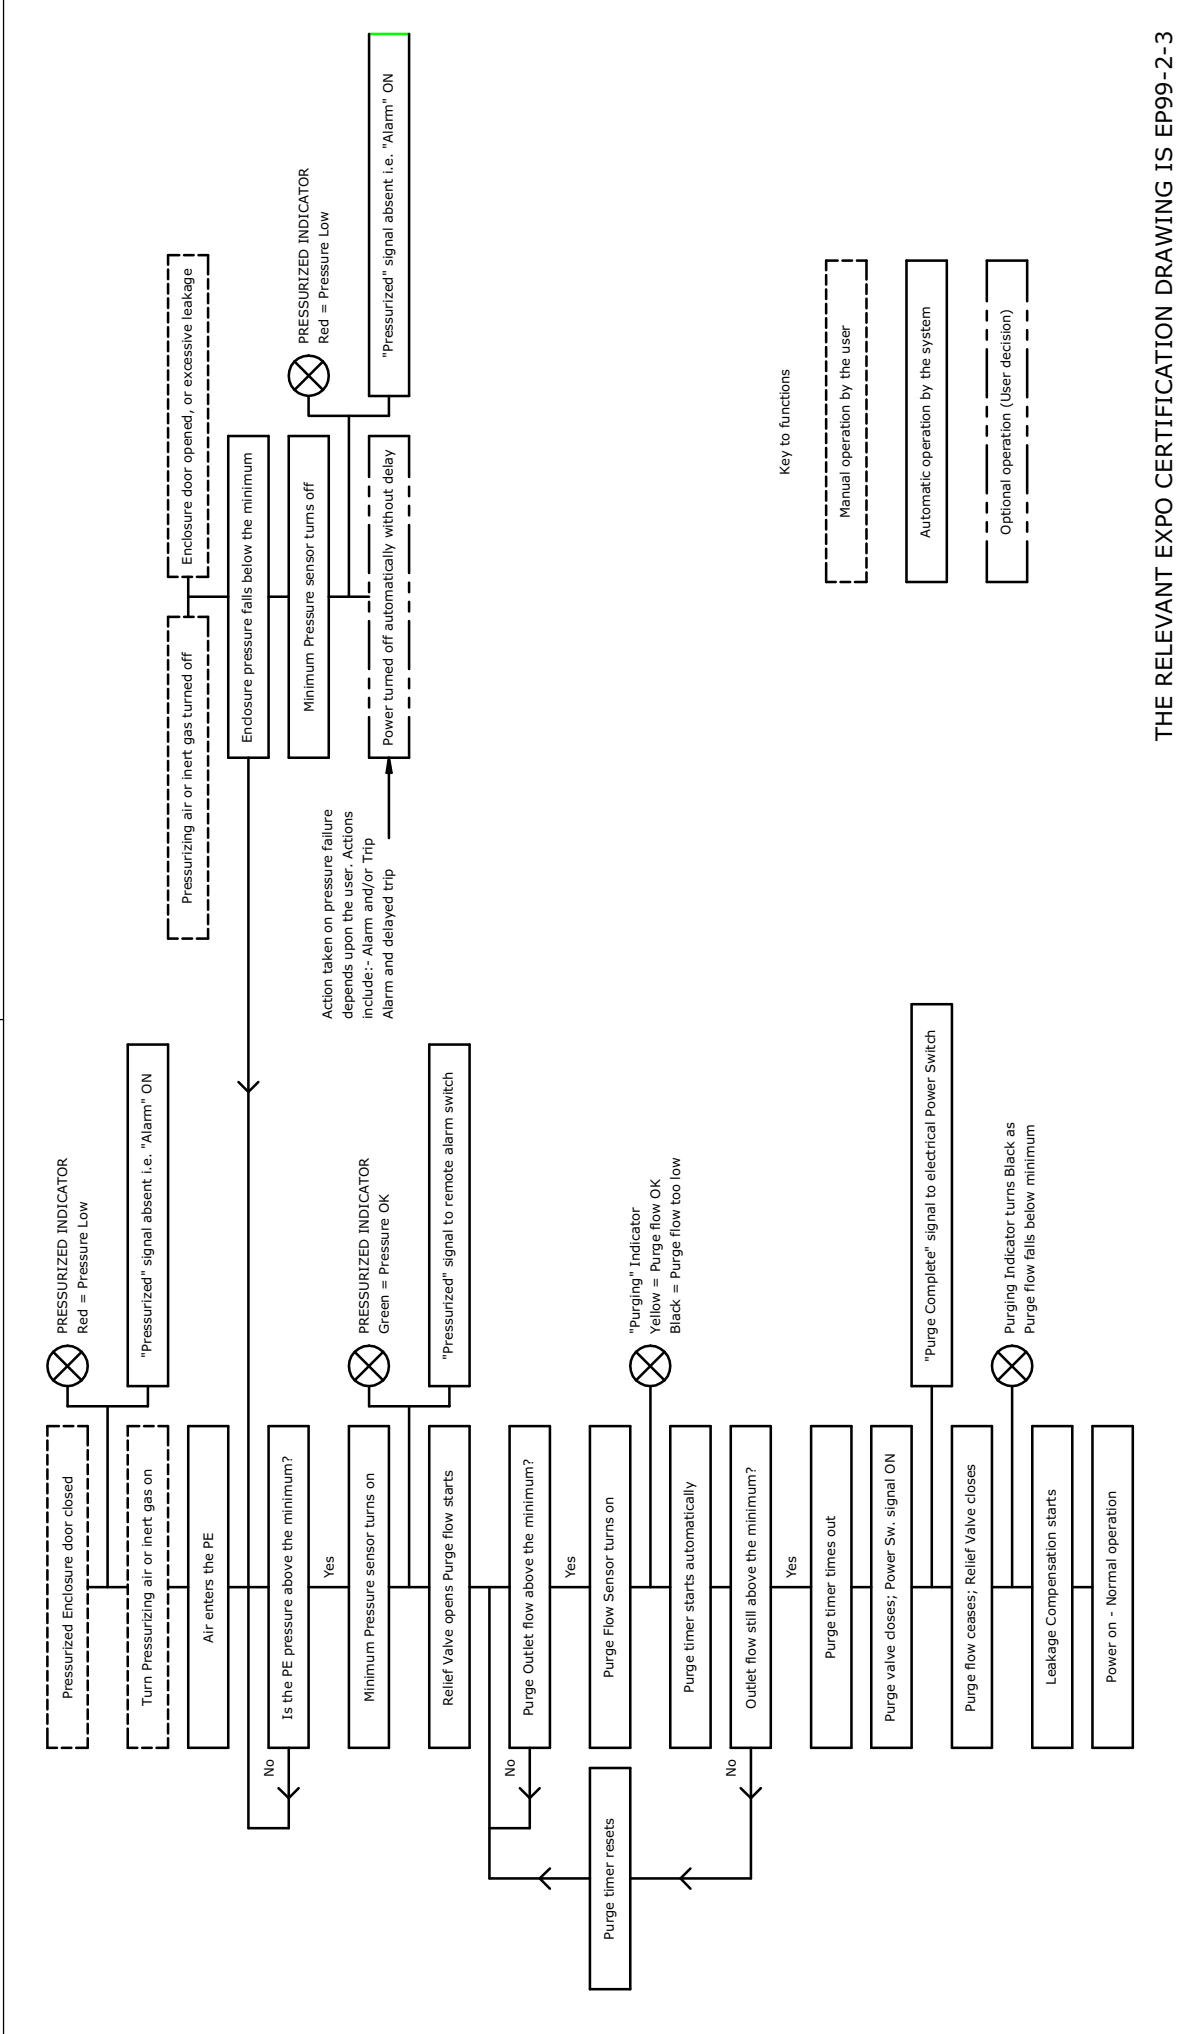 Pressurized Enclosure door closed
PRESSURIZED INDICATOR
Red = Pressure Low
Turn Pressurizing air or inert gas on
"Pressurized" signal absent i.e. "Alarm" ON
Air enters the PE
Is the PE pressure above the minimum?
No
Yes
Minimum Pressure sensor turns on
PRESSURIZED INDICATOR
Green = Pressure OK
Relief Valve opens Purge flow starts
"Pressurized" signal to remote alarm switch
Purge Outlet flow above the minimum?
No
Yes
Purge Flow Sensor turns on
Purge timer resets
"Purging" Indicator
Yellow = Purge flow OK
Black = Purge flow too low
Purge timer starts automatically
Outlet flow still above the minimum?
No
Yes
Purge timer times out
Purge valve closes; Power Sw. signal ON
"Purge Complete" signal to electrical Power Switch
Purge flow ceases; Relief Valve closes
Purging Indicator turns Black as
Purge flow falls below minimum
Leakage Compensation starts
Power on - Normal operation
Pressurizing air or inert gas turned off
Enclosure door opened, or excessive leakage
Enclosure pressure falls below the minimum
Minimum Pressure sensor turns off
PRESSURIZED INDICATOR
Red = Pressure Low
Action taken on pressure failure
depends upon the user. Actions
include:- Alarm and/or Trip
Alarm and delayed trip
Power turned off automatically without delay
"Pressurized" signal absent i.e. "Alarm" ON
Key to functions
Manual operation by the user
Automatic operation by the system
Optional operation (User decision)
THE RELEVANT EXPO CERTIFICATION DRAWING IS EP99-2-3